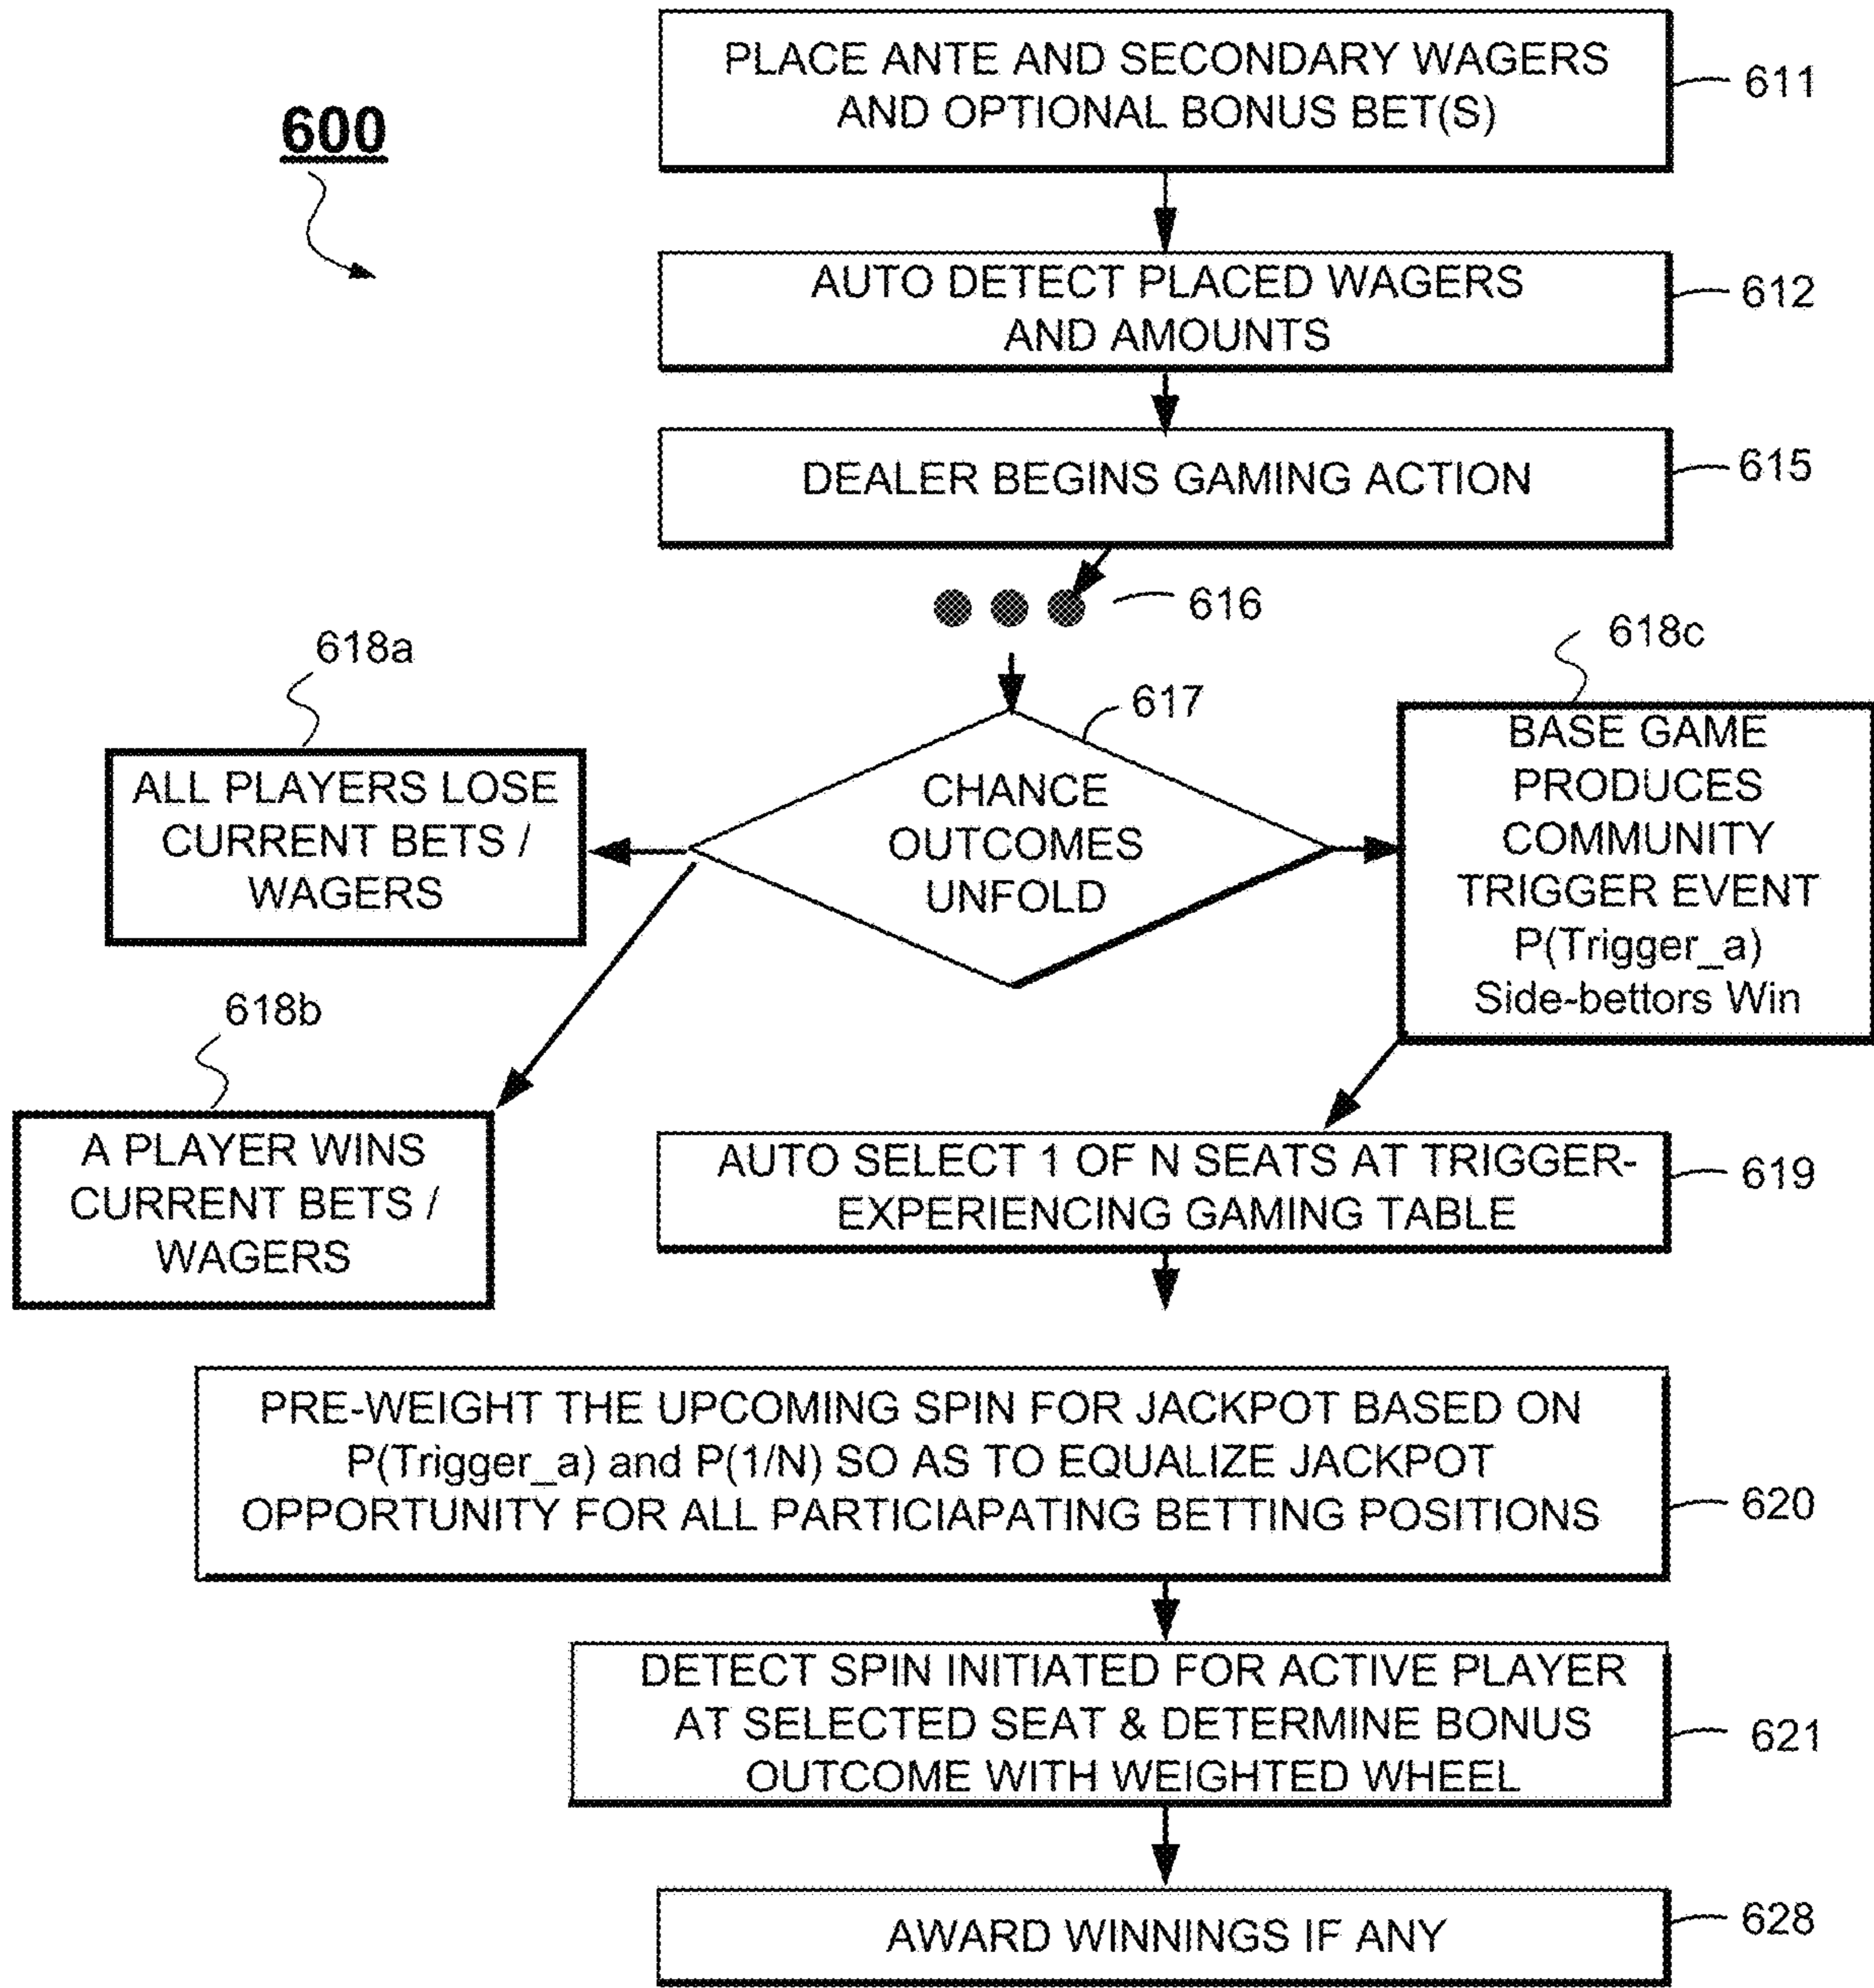 PLACE ANTE AND SECONDARY WAGERS
AND OPTIONAL BONUS BET(S)
611
600
AUTO DETECT PLACED WAGERS
AND AMOUNTS
612
DEALER BEGINS GAMING ACTION
615
616
618a
618c
617
ALL PLAYERS LOSE
CURRENT BETS /
WAGERS
CHANCE
OUTCOMES
UNFOLD
BASE GAME
PRODUCES
COMMUNITY
TRIGGER EVENT
P(Trigger_a)
Side-bettors Win
618b
A PLAYER WINS
CURRENT BETS /
WAGERS
AUTO SELECT 1 OF N SEATS AT TRIGGER-
EXPERIENCING GAMING TABLE
619
PRE-WEIGHT THE UPCOMING SPIN FOR JACKPOT BASED ON
P(Trigger_a) and P(1/N) SO AS TO EQUALIZE JACKPOT
OPPORTUNITY FOR ALL PARTICIAPATING BETTING POSITIONS
620
DETECT SPIN INITIATED FOR ACTIVE PLAYER
AT SELECTED SEAT & DETERMINE BONUS
OUTCOME WITH WEIGHTED WHEEL
621
AWARD WINNINGS IF ANY
628